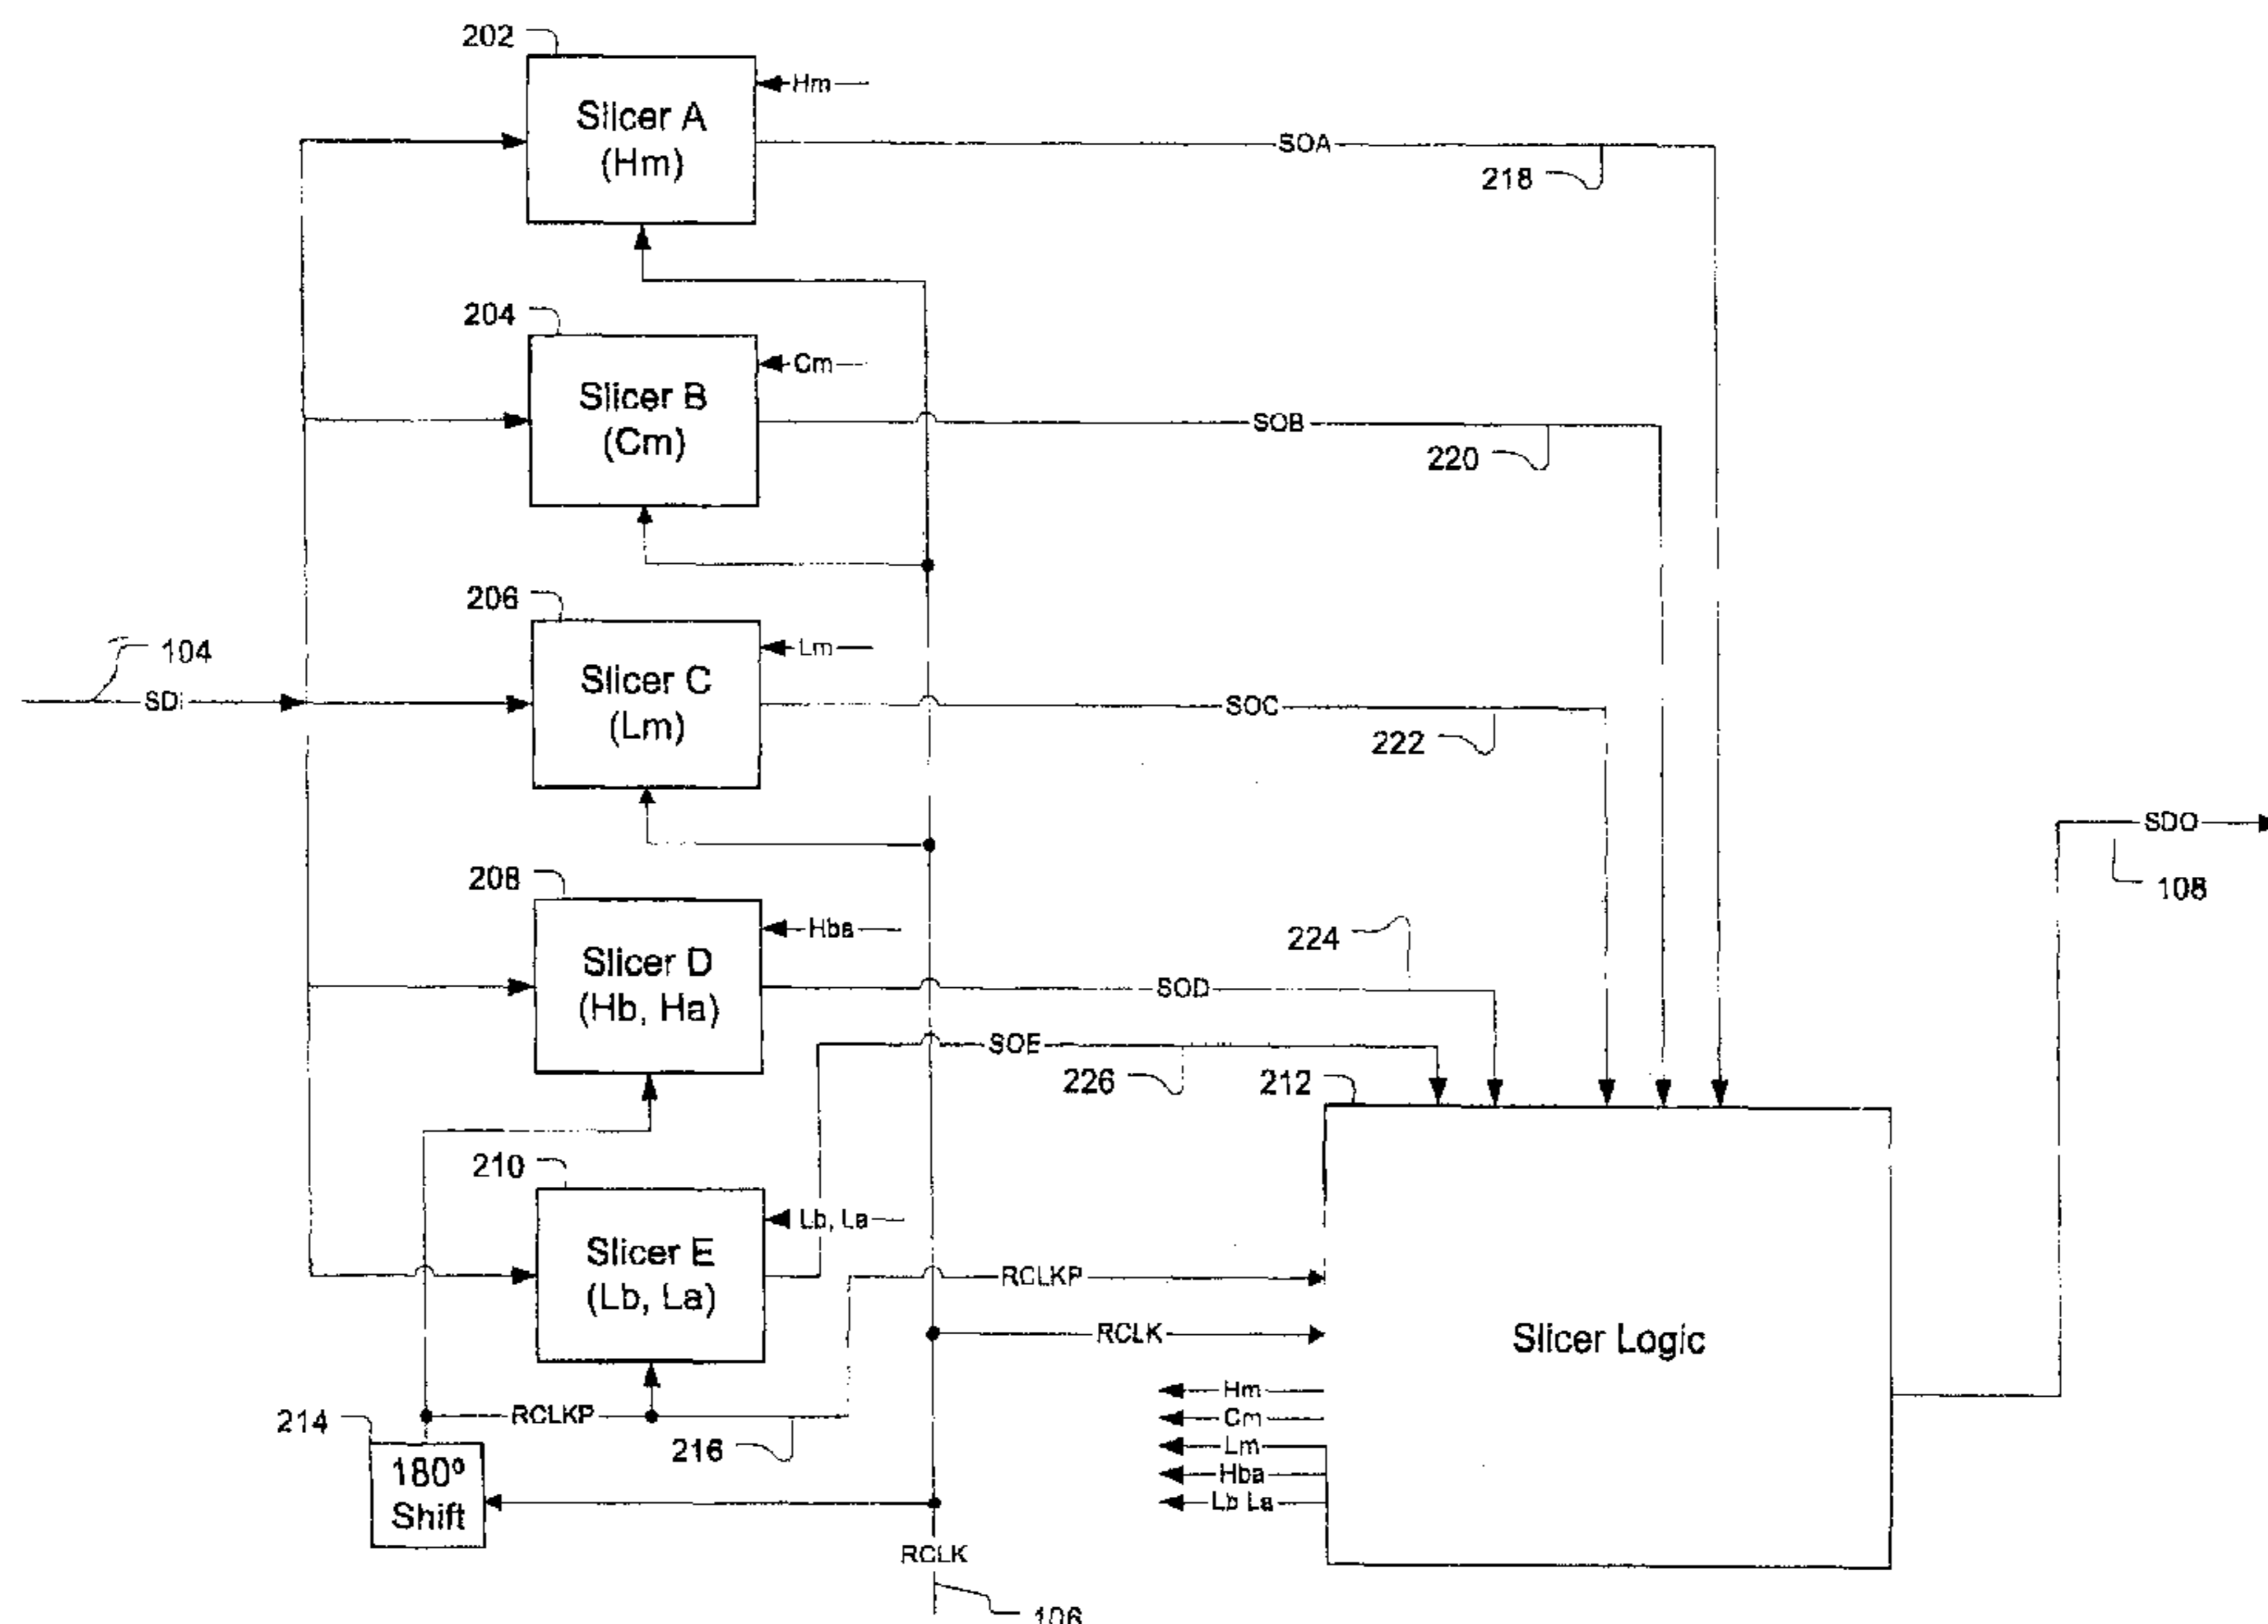 202
Hm
Slicer A
(Hm)
SOA
218
204
Cm
Slicer B
(Cm)
SOB
220
206
Lm
Slicer C
(Lm)
SOC
222
104
SDI
208
Hba
Slicer D
(Hb, Ha)
SOD
224
SDO
108
SOE
226
212
210
Lb, La
Slicer E
(Lb, La)
RCLKP
RCLK
Slicer Logic
Hm
Cm
Lm
Hba
Lb La
RCLKP
216
214
180º
Shift
RCLK
106